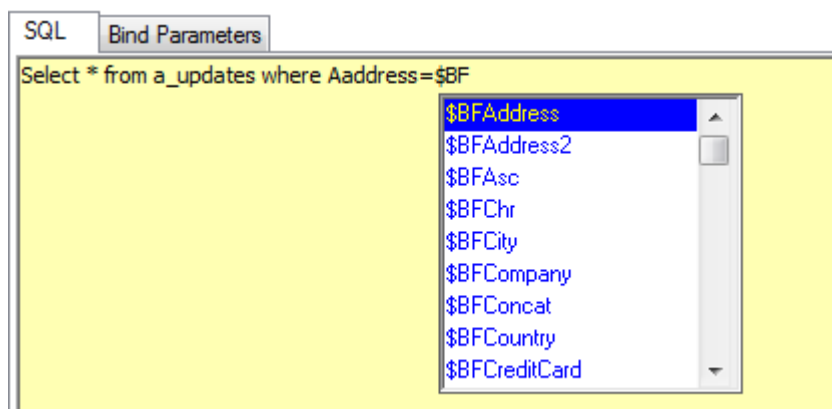 SQL
Bind Parameters
Select * from a_updates where Aaddress=$BF
$BFAddress
$BFAddress2
$BFAsc
$BFChr
$BFCity
$BFCompany
$BFConcat
$BFCountry
$BFCreditCard